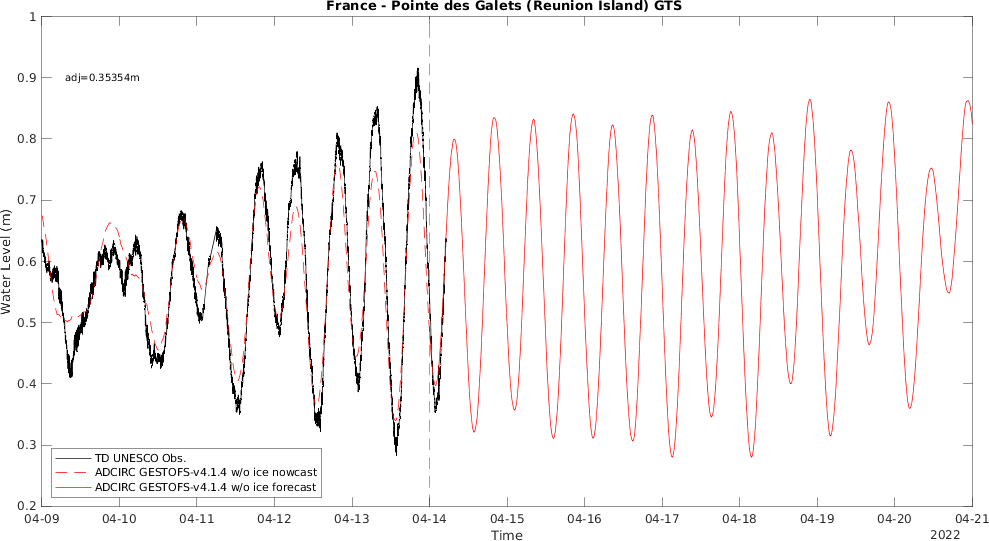 France - Pointe des Galets (Reunion Island) GTS
1
0.9
0.8
0.7
0.6
0.5
0.4
0.3
0.2
Water Level (m)
adj=0.35354m
TD UNESCO Obs.
ADCIRC GESTOFS-v4.1.4 w/o ice nowcast
ADCIRC GESTOFS-v4.1.4 w/o ice forecast
04-09 04-10 04-11 04-12 04-13 04-14 04-15 04-16 04-17 04-18 04-19 04-20 04-21
Time
2022